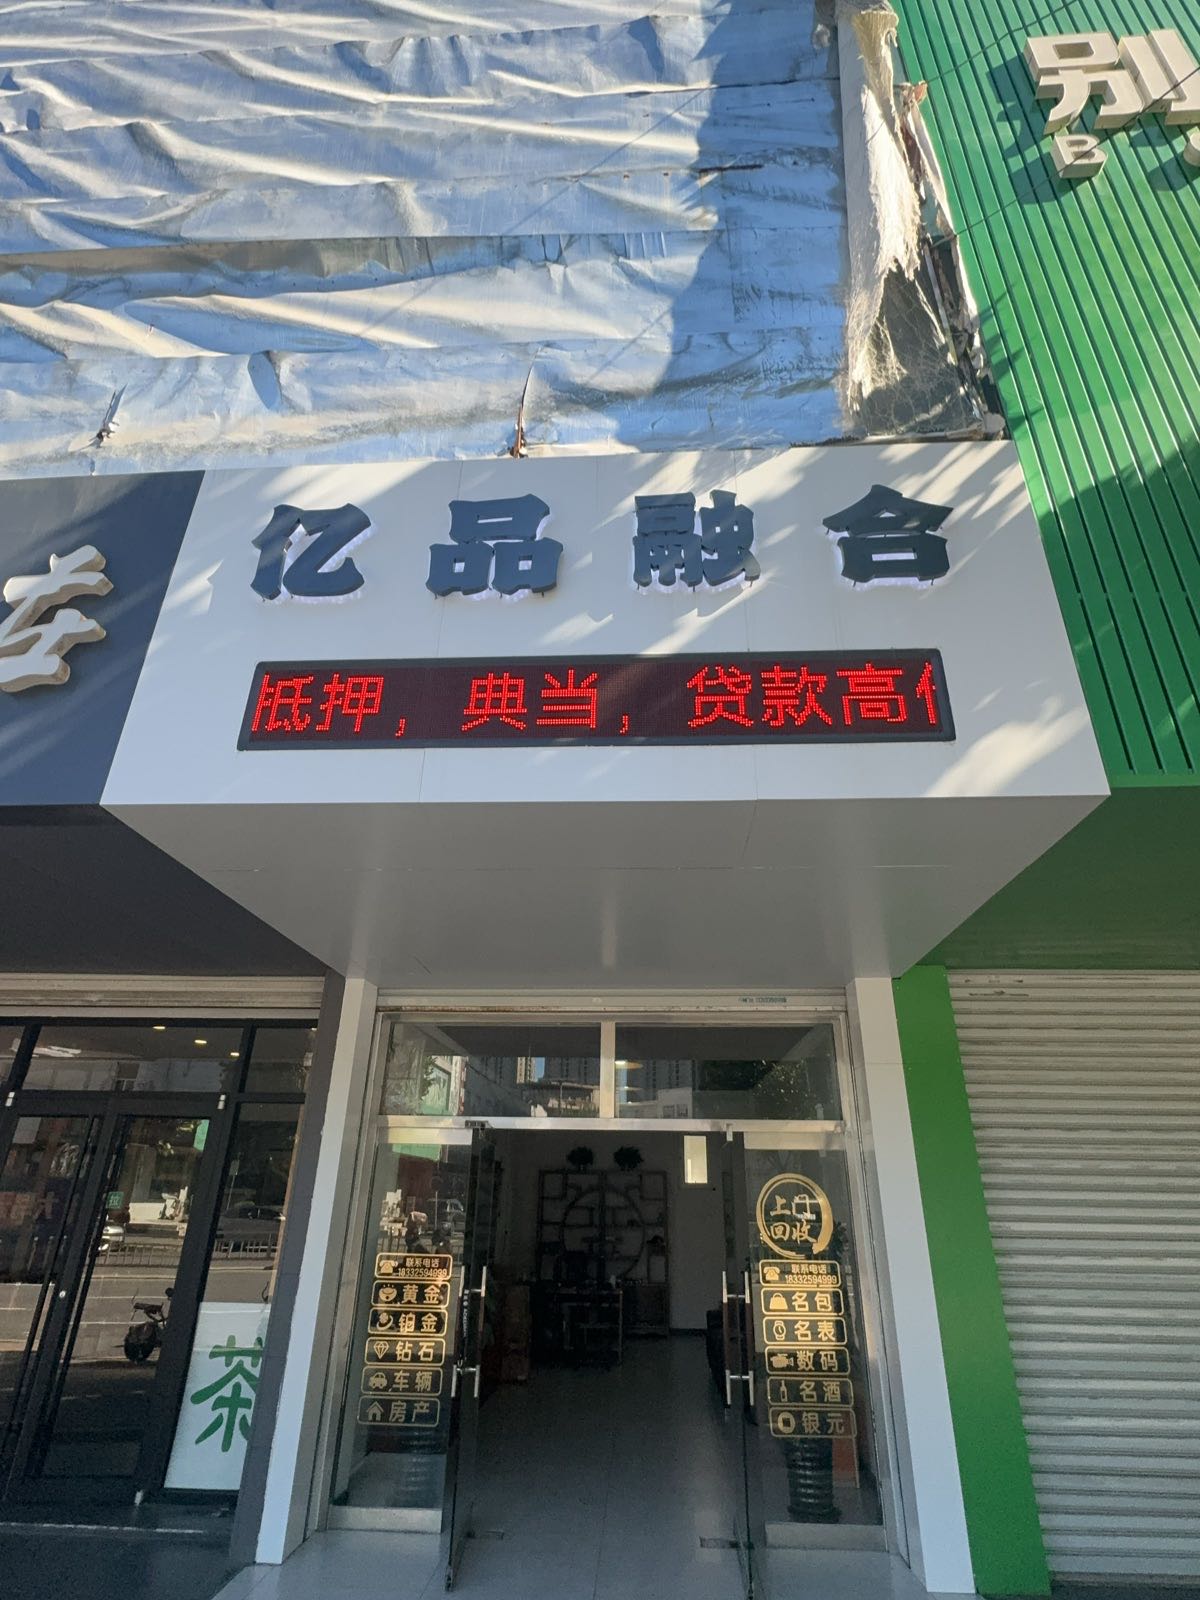 别
B
在
亿品融合
抵押，典当，贷款高
上门
回收
联系电话
18332594999
黄金
铂金
钻石
车辆
房产
联系电话
18332594999
名包
名表
数码
名酒
银元
茶